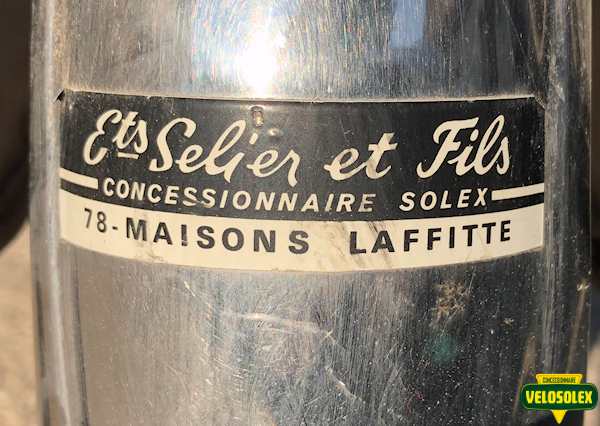 Ets Selier et Fils
CONCESSIONNAIRE SOLEX
78-MAISONS LAFFITTE
CONCESSIONNAIRE
VELOSOLEX